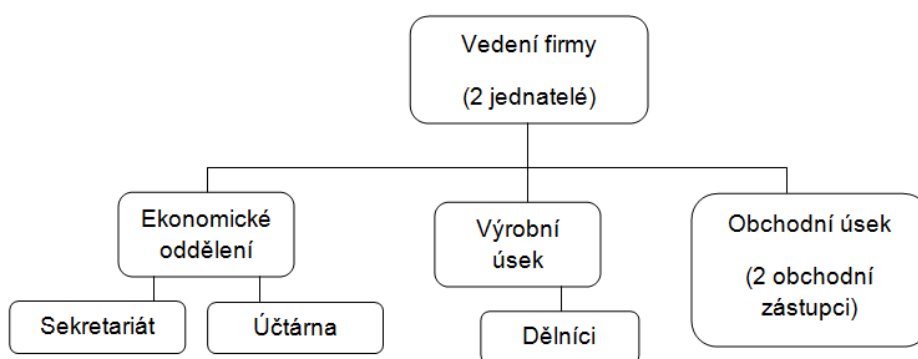 Vedení firmy
(2 jednatelé)
Ekonomické
oddělení
Výrobní
úsek
Obchodní úsek
(2 obchodní
zástupci)
Sekretariát
Účtárna
Dělníci